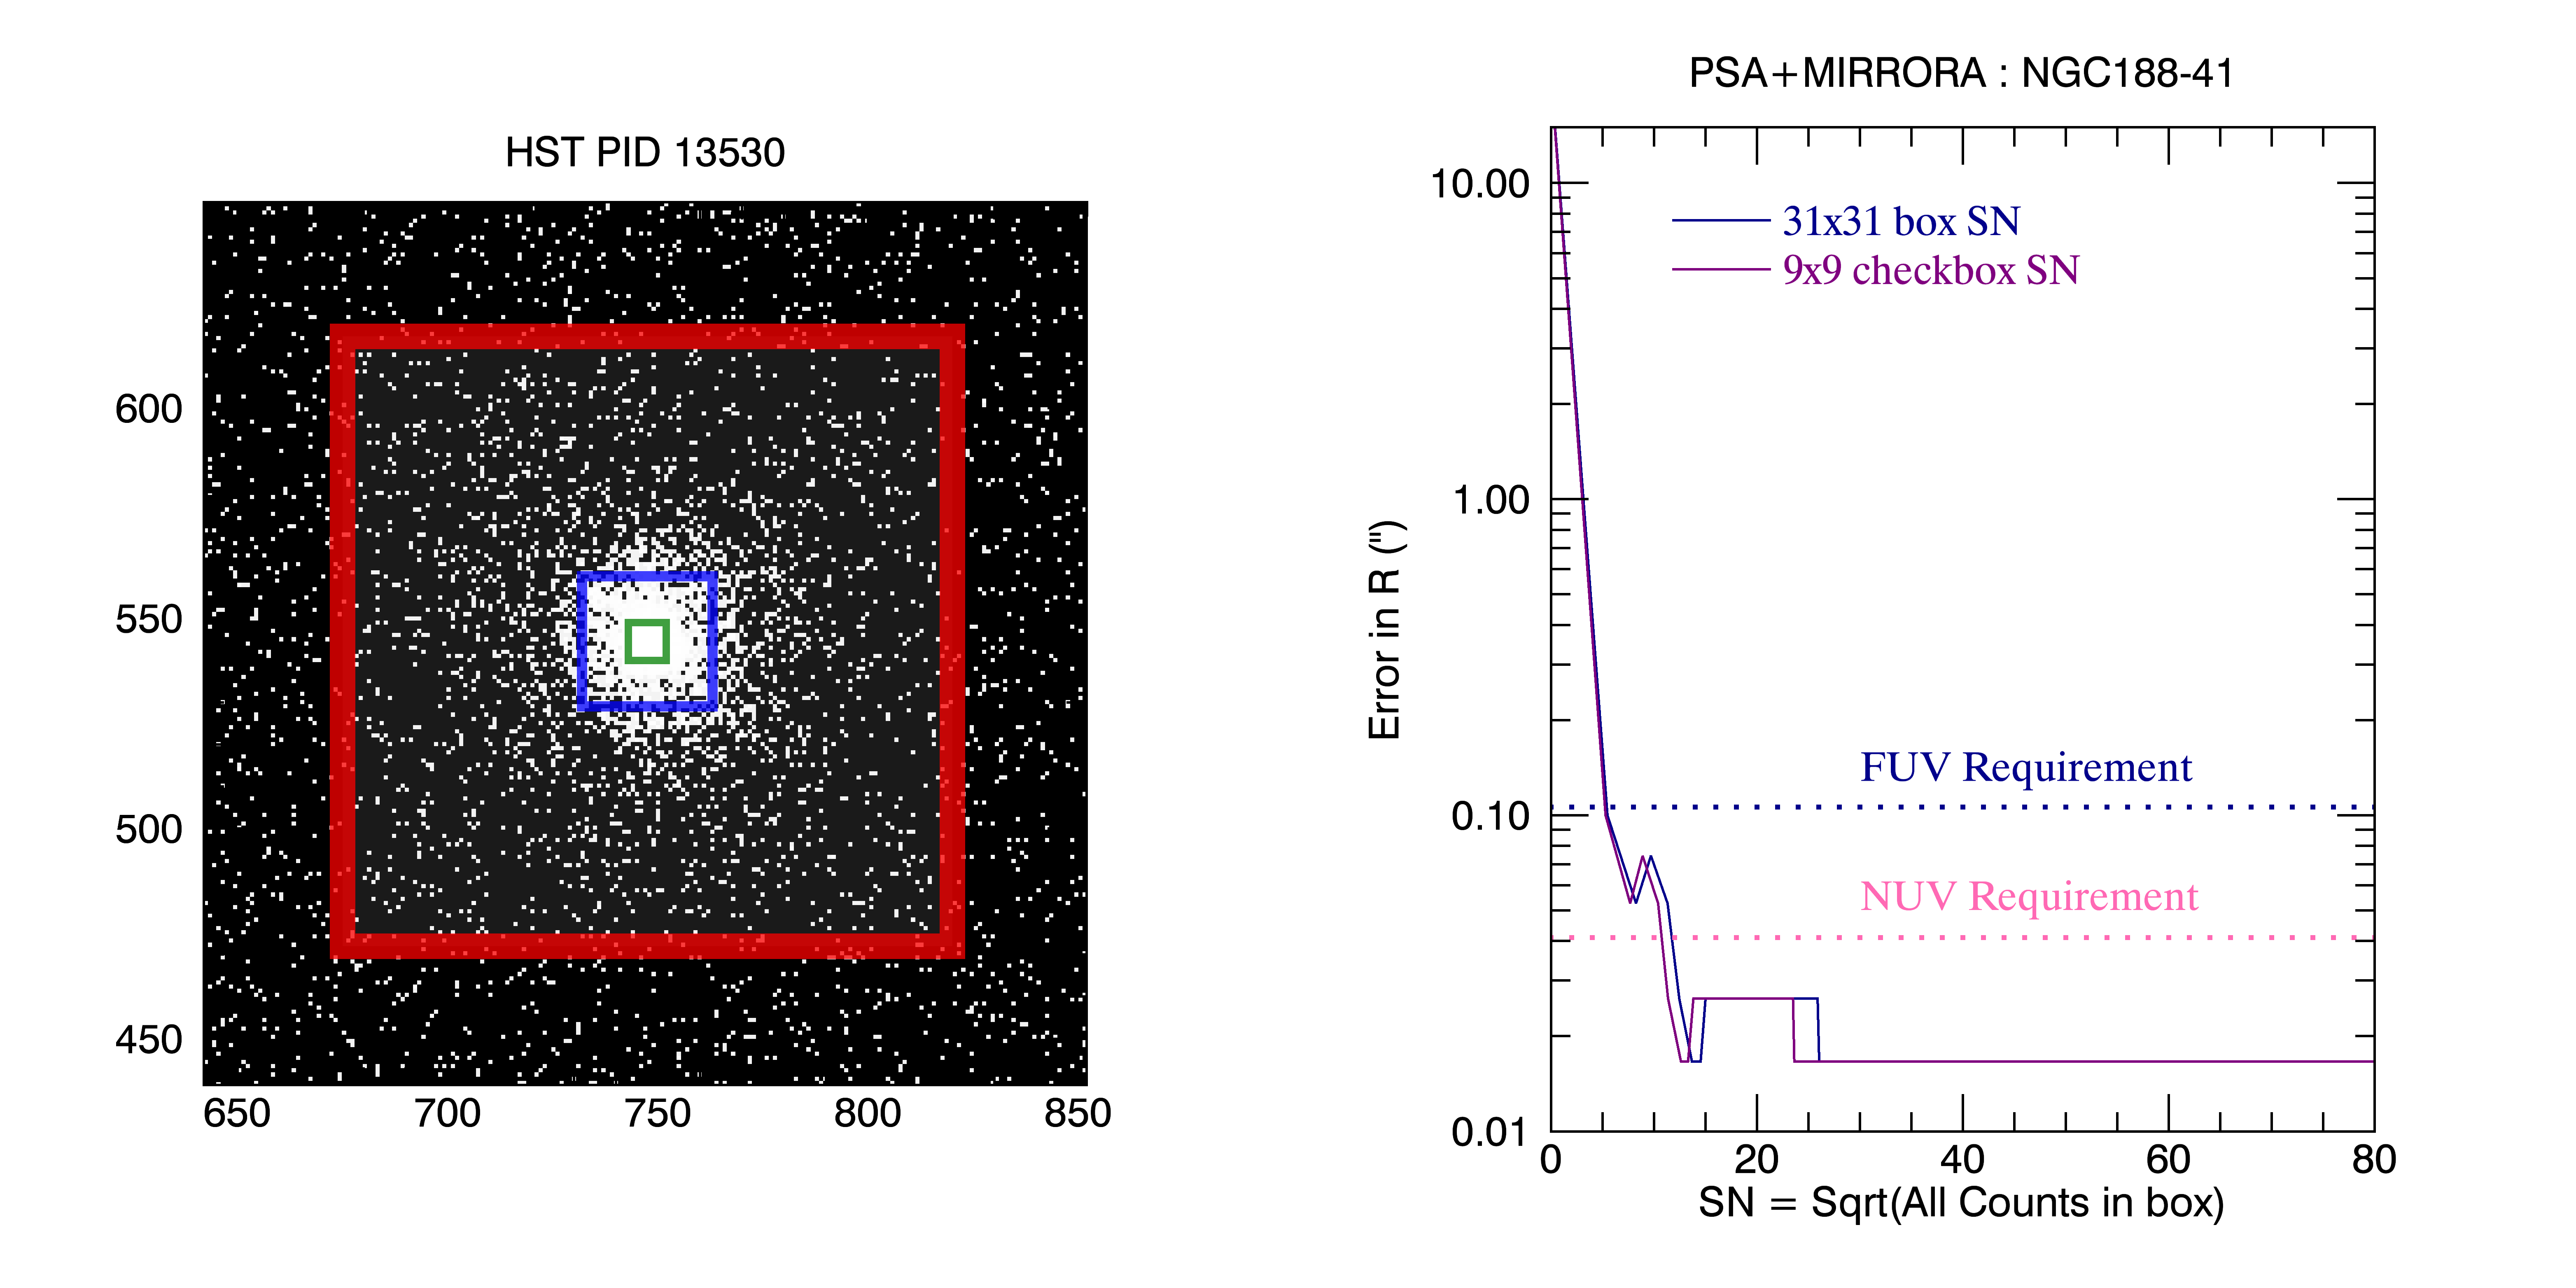 HST PID 13530
600
550
500
450
650 700 750 800 850
PSA+MIRRORA : NGC188-41
10.00
1.00
0.10
0.01
Error in R (")
31x31 box SN
9x9 checkbox SN
FUV Requirement
NUV Requirement
0 20 40 60 80
SN = Sqrt(All Counts in box)